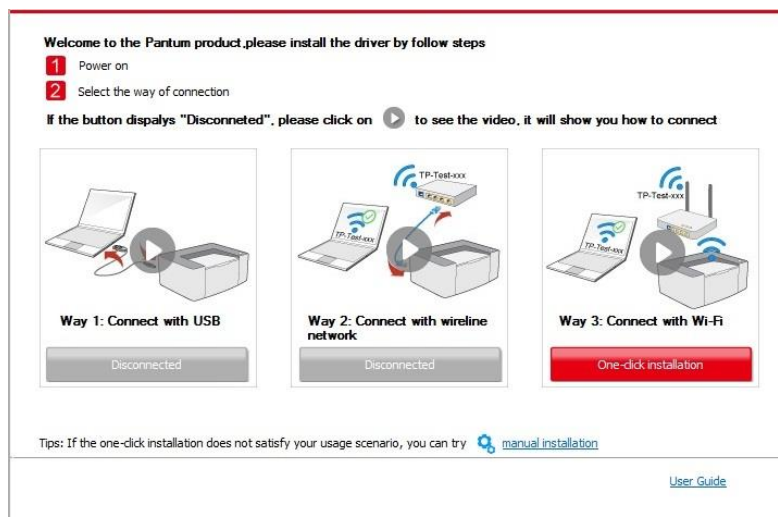 Welcome to the Pantum product,please install the driver by follow steps
1 Power on
2 Select the way of connection
If the button dispalys "Disconneted", please click on to see the video, it will show you how to connect
TP-Test-xxx
Way 1: Connect with USB
Disconnected
TP-Test-xxx
TP-Test-xxx
Way 2: Connect with wireline
network
Disconnected
TP-Test-xxx
TP-Test-xxx
Way 3: Connect with Wi-Fi
One-click installation
Tips: If the one-click installation does not satisfy your usage scenario, you can try manual installation
User Guide